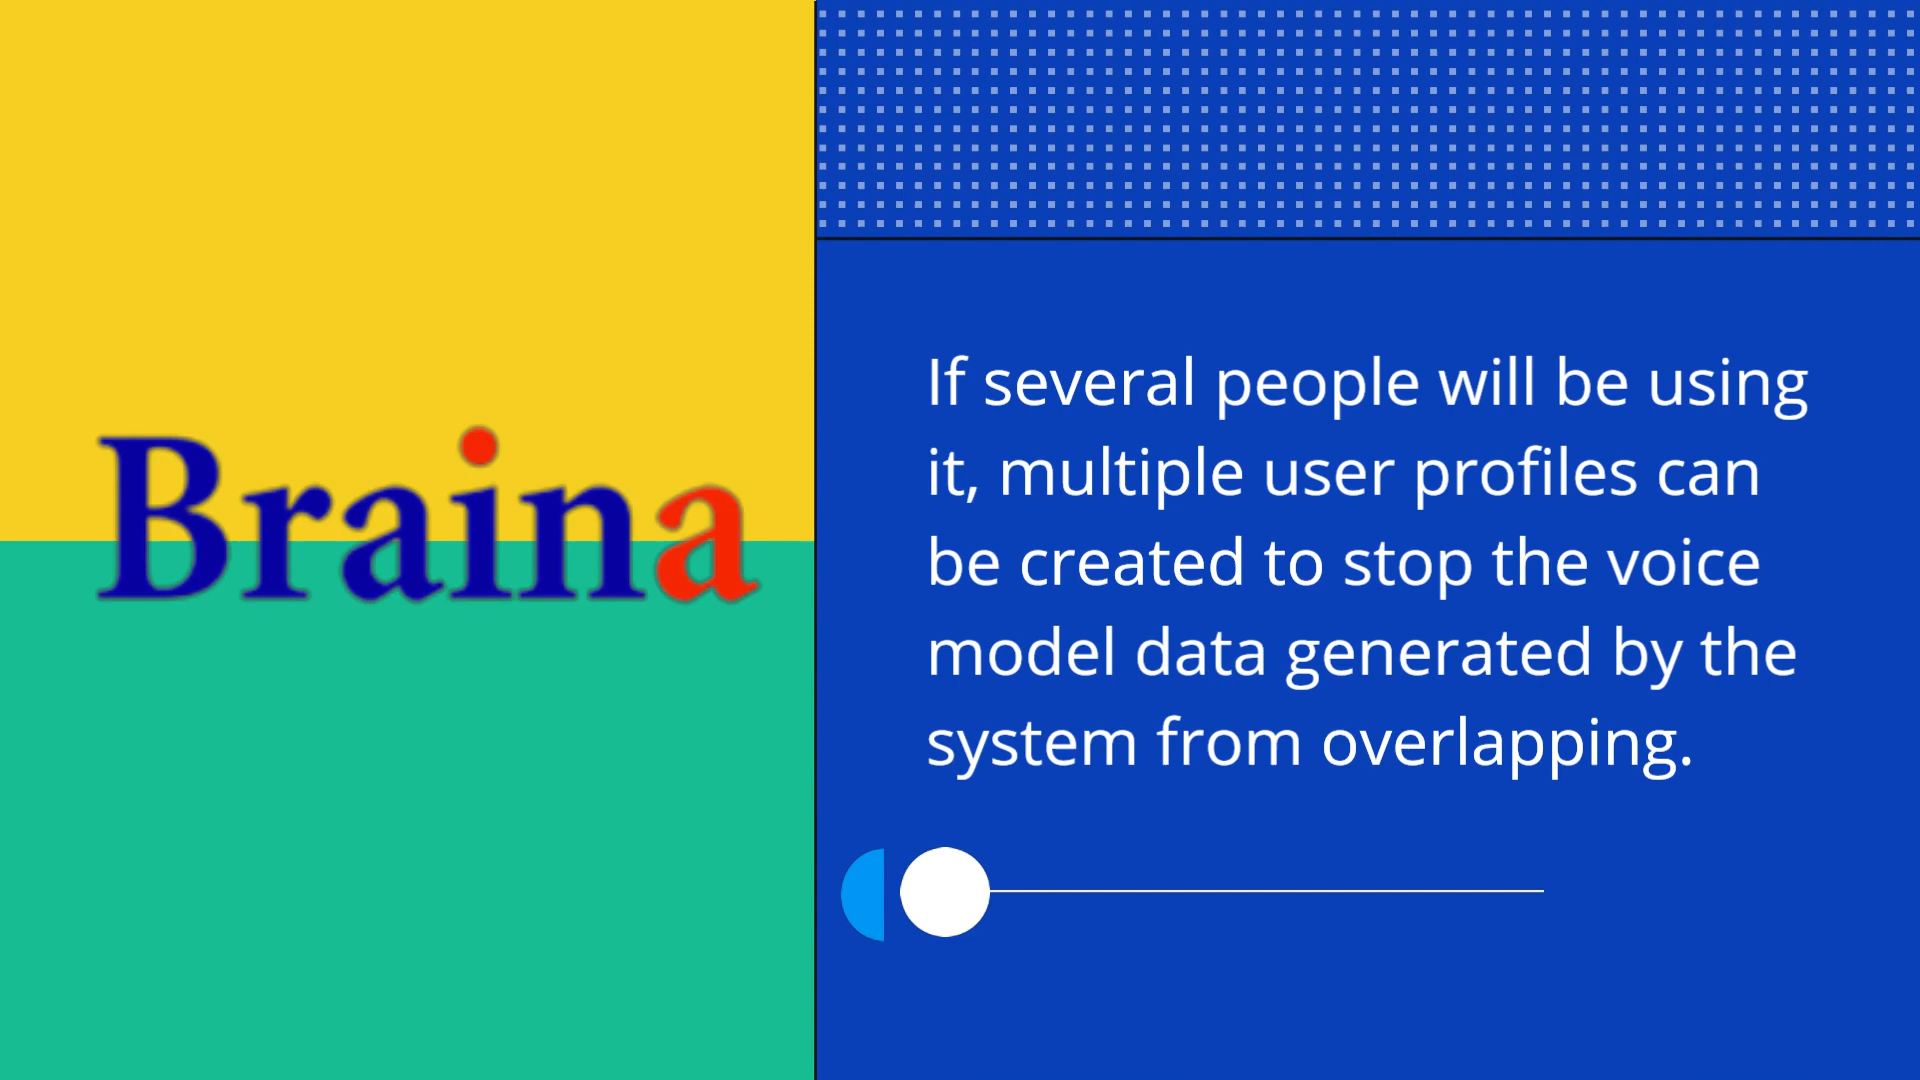 Braina
If several people will be using
it, multiple user profiles can
be created to stop the voice
model data generated by the
system from overlapping.